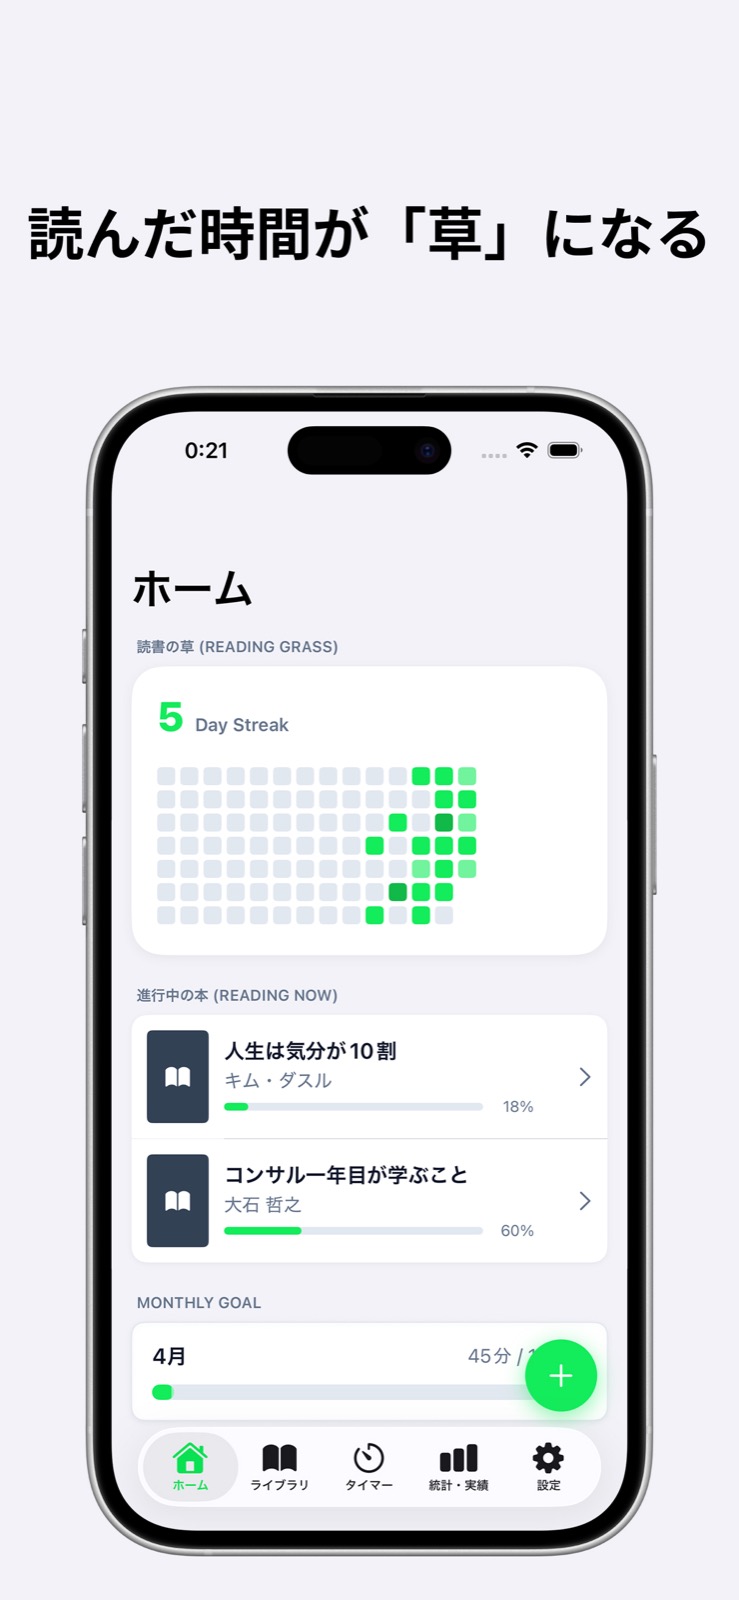 読んだ時間が「草」になる
0:21
ホーム
読書の草 (READING GRASS)
5 Day Streak
進行中の本 (READING NOW)
人生は気分が10割
キム・ダスル
18%
コンサル一年目が学ぶこと
大石 哲之
60%
MONTHLY GOAL
4月 45分 /
ホーム ライブラリ タイマー 統計・実績 設定